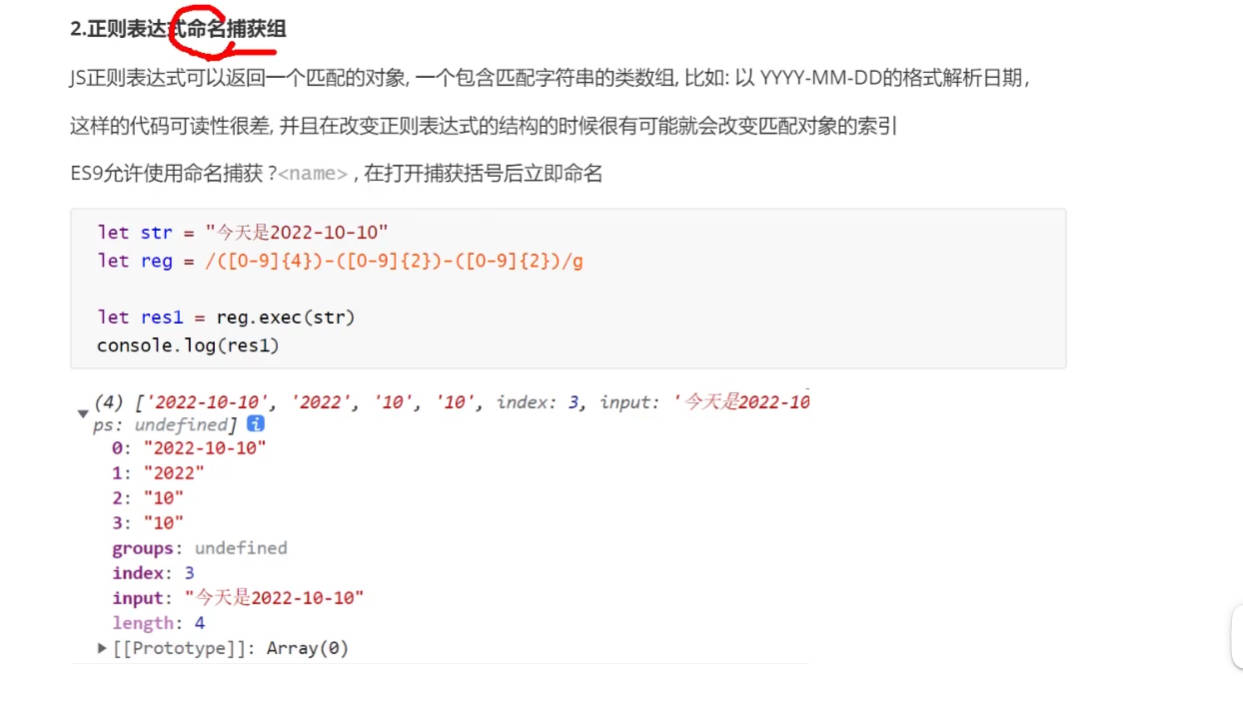 2.正则表达式命名捕获组
JS正则表达式可以返回一个匹配的对象, 一个包含匹配字符串的类数组, 比如: 以 YYYY-MM-DD的格式解析日期,
这样的代码可读性很差, 并且在改变正则表达式的结构的时候很有可能就会改变匹配对象的索引
ES9允许使用命名捕获 ?<name> , 在打开捕获括号后立即命名
let str = "今天是2022-10-10"
let reg = /([0-9]{4})-([0-9]{2})-([0-9]{2})/g
let res1 = reg.exec(str)
console.log(res1)
(4) ['2022-10-10', '2022', '10', '10', index: 3, input: '今天是2022-10
ps: undefined]
0: "2022-10-10"
1: "2022"
2: "10"
3: "10"
groups: undefined
index: 3
input: "今天是2022-10-10"
length: 4
[[Prototype]]: Array(0)